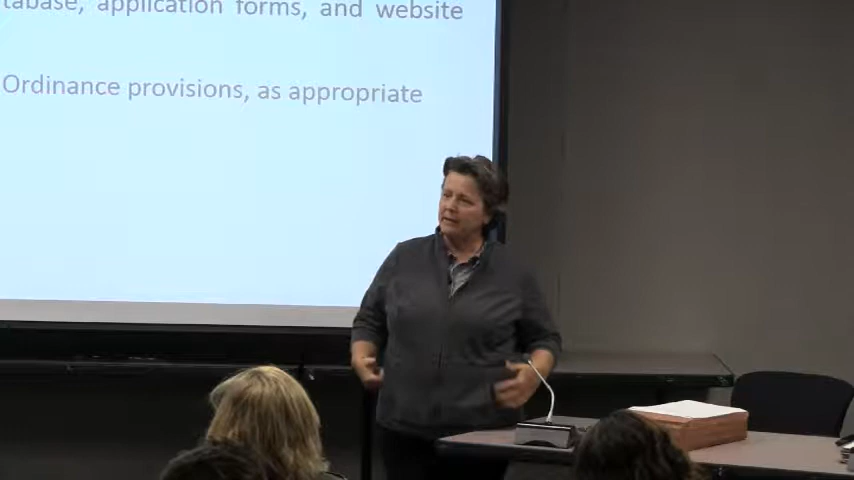 tabase, application forms, and website
Ordinance provisions, as appropriate